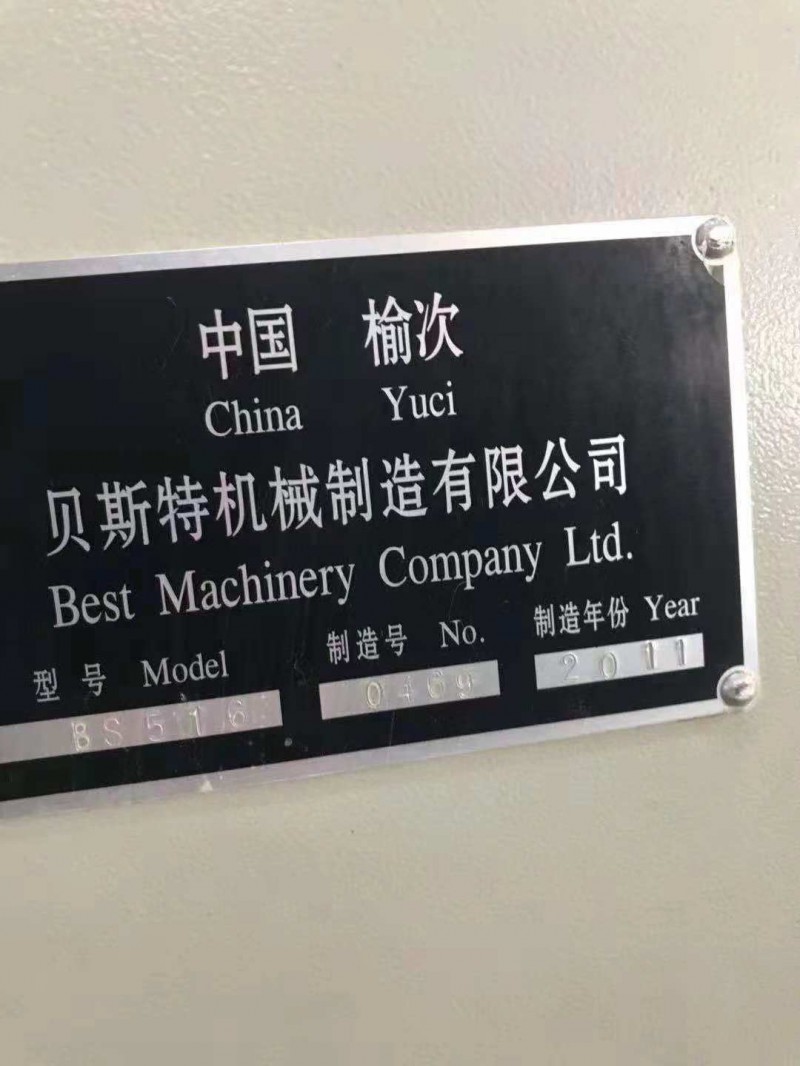 中国 榆次
China Yuci
贝斯特机械制造有限公司
Best Machinery Company Ltd.
型号 Model 制造号 No. 制造年份 Year
BS516 0469 2011